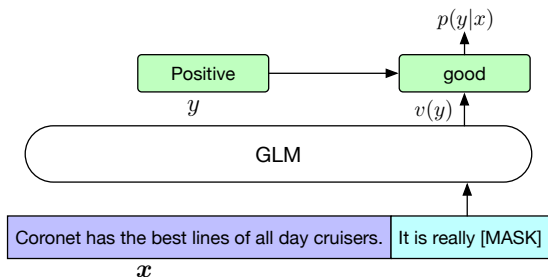 p(y|x)
Positive
good
y
v(y)
GLM
Coronet has the best lines of all day cruisers.
It is really [MASK]
x